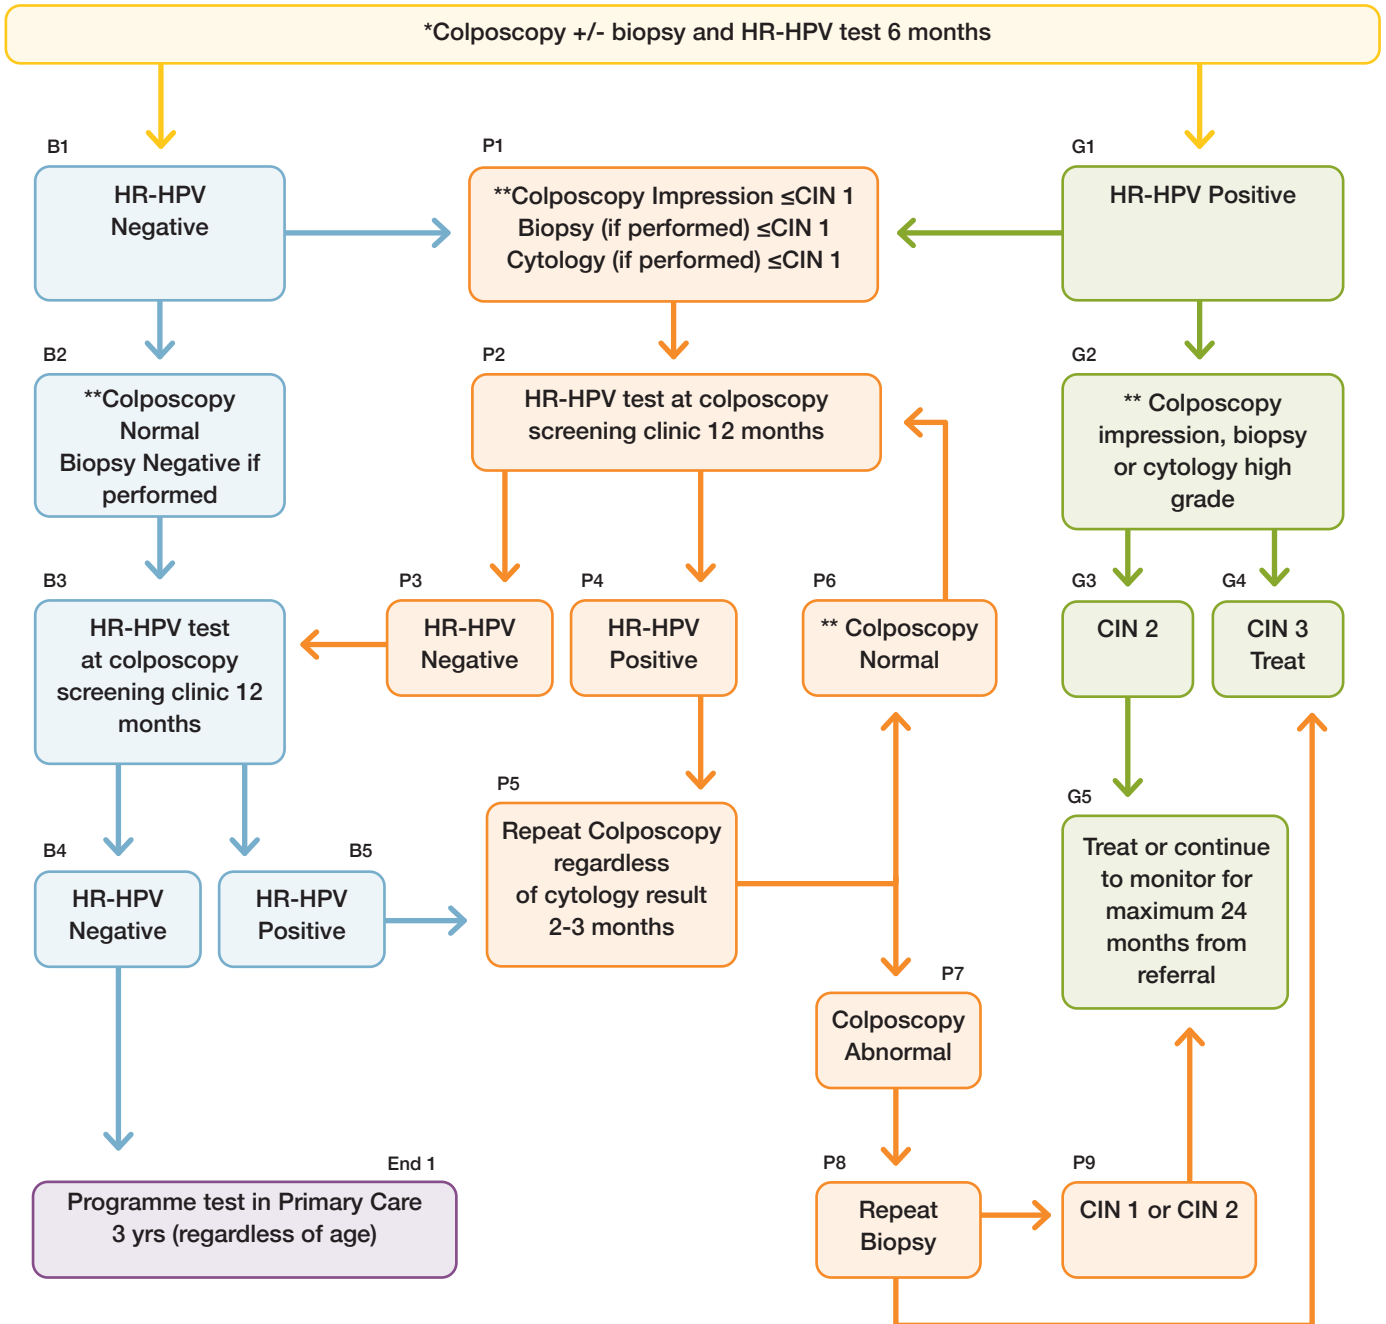 *Colposcopy +/- biopsy and HR-HPV test 6 months
B1
HR-HPV
Negative
P1
**Colposcopy Impression ≤CIN 1
Biopsy (if performed) ≤CIN 1
Cytology (if performed) ≤CIN 1
G1
HR-HPV Positive
B2
**Colposcopy
Normal
Biopsy Negative if
performed
P2
HR-HPV test at colposcopy
screening clinic 12 months
G2
** Colposcopy
impression, biopsy
or cytology high
grade
B3
HR-HPV test
at colposcopy
screening clinic 12
months
P3
HR-HPV
Negative
P4
HR-HPV
Positive
P6
** Colposcopy
Normal
G3
CIN 2
G4
CIN 3
Treat
P5
Repeat Colposcopy
regardless
of cytology result
2-3 months
G5
Treat or continue
to monitor for
maximum 24
months from
referral
B4
HR-HPV
Negative
B5
HR-HPV
Positive
P7
Colposcopy
Abnormal
End 1
Programme test in Primary Care
3 yrs (regardless of age)
P8
Repeat
Biopsy
P9
CIN 1 or CIN 2